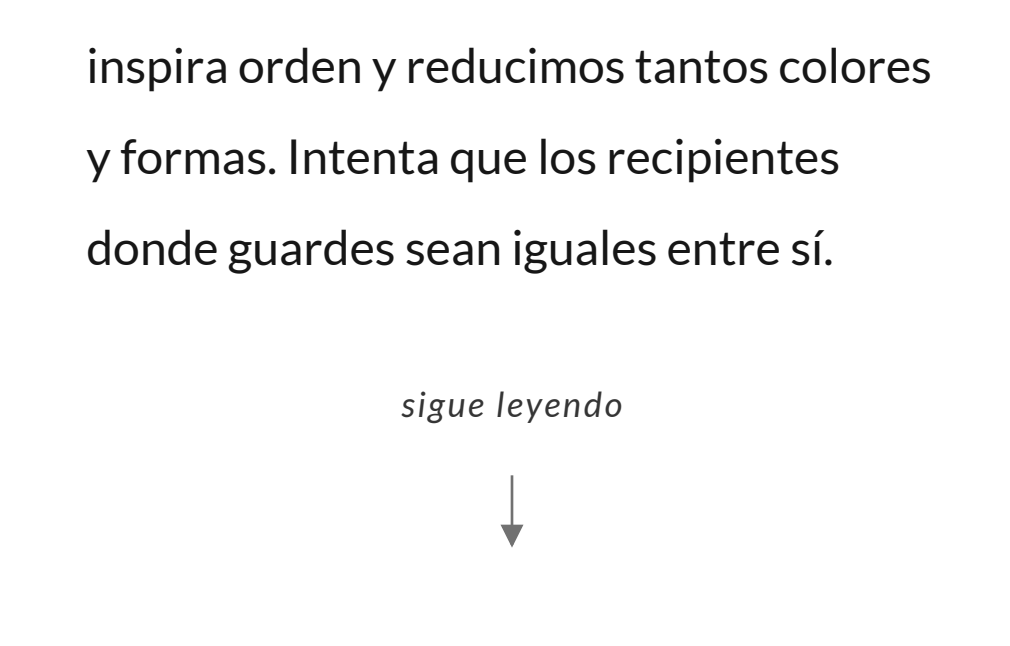 inspira orden y reducimos tantos colores
y formas. Intenta que los recipientes
donde guardes sean iguales entre sí.
sigue leyendo